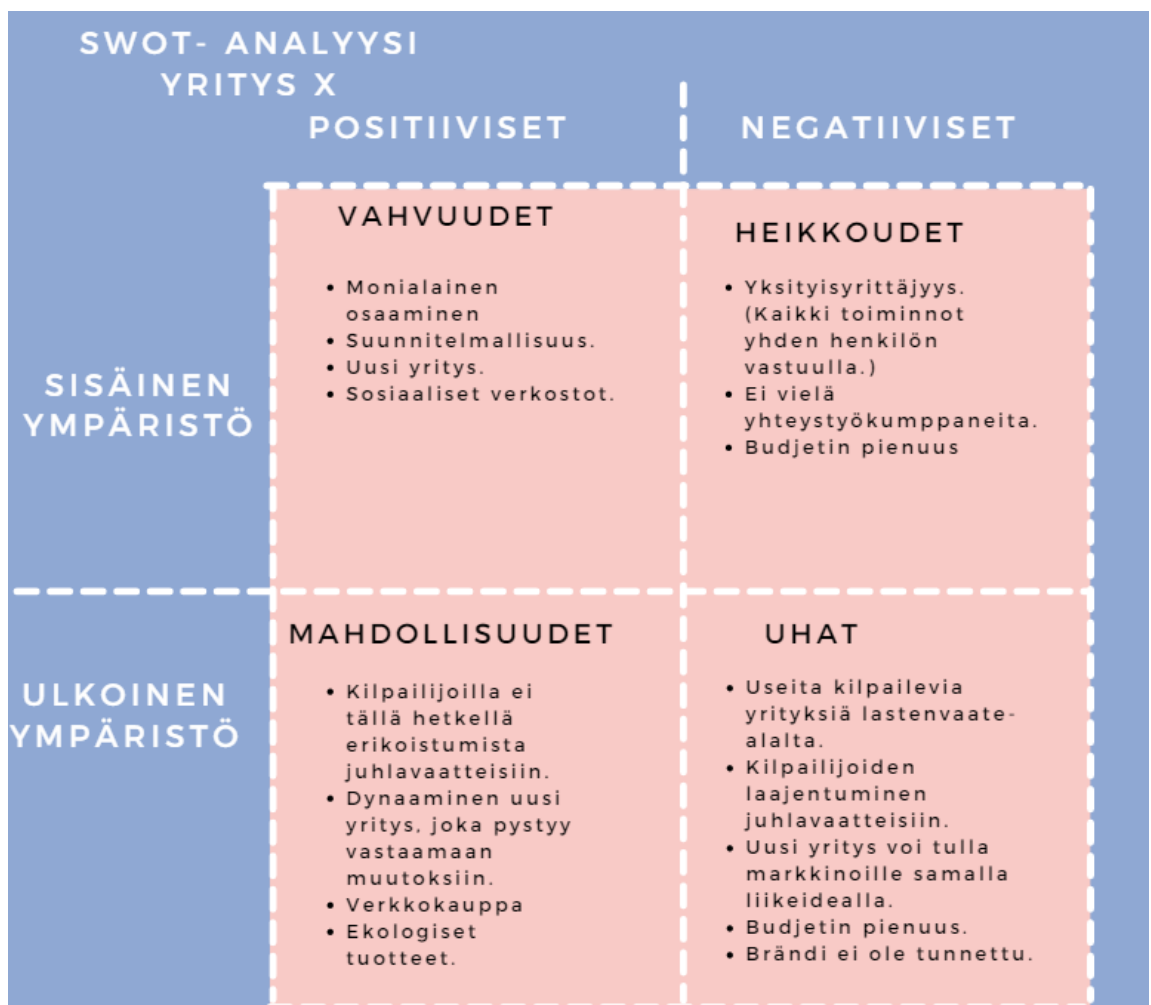 SWOT- ANALYYSI
YRITYS X
POSITIIVISET
NEGATIIVISET
SISÄINEN
YMPÄRISTÖ
VAHVUUDET
• Monialainen
osaaminen
• Suunnitelmallisuus.
• Uusi yritys.
• Sosiaaliset verkostot.
HEIKKOUDET
• Yksityisyrittäjyys.
(Kaikki toiminnot
yhden henkilön
vastuulla.)
• Ei vielä
yhteystyökumppaneita.
• Budjetin pienuus
ULKOINEN
YMPÄRISTÖ
MAHDOLLISUUDET
• Kilpailijoilla ei
tällä hetkellä
erikoistumista
juhlavaatteisiin.
• Dynaaminen uusi
yritys, joka pystyy
vastaamaan
muutoksiin.
• Verkkokauppa
• Ekologiset
tuotteet.
UHAT
• Useita kilpailevia
yrityksiä lastenvaate-
alalta.
• Kilpailijoiden
laajentuminen
juhlavaatteisiin.
• Uusi yritys voi tulla
markkinoille samalla
liikeidealla.
• Budjetin pienuus.
• Brändi ei ole tunnettu.